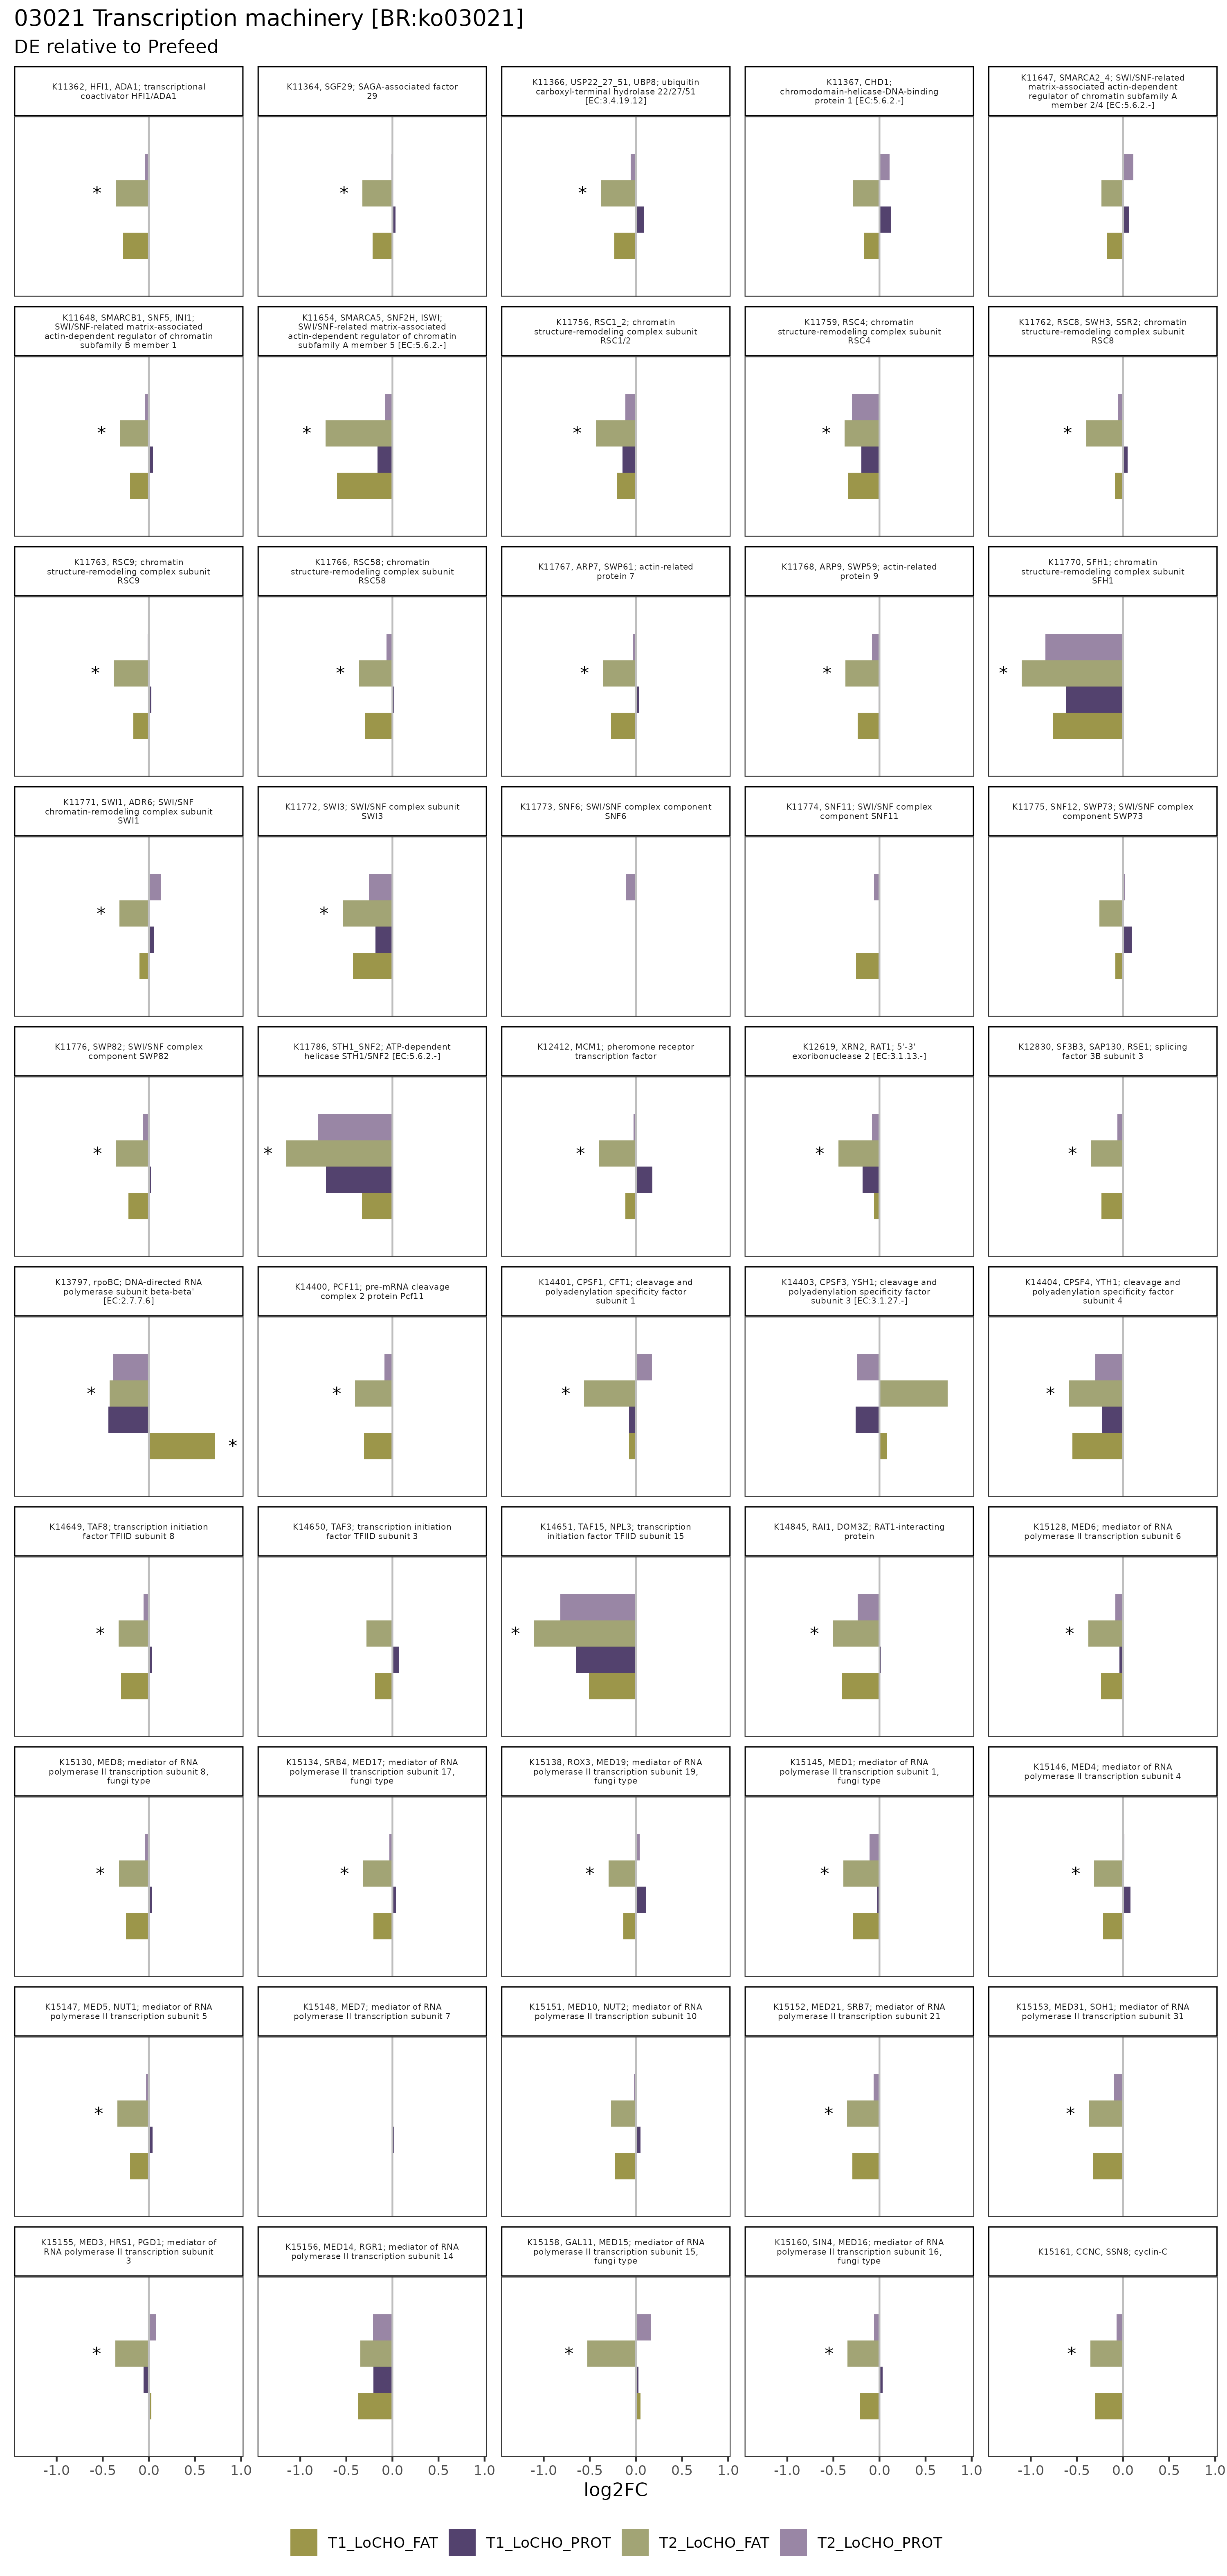 03021 Transcription machinery [BR:ko03021]
DE relative to Prefeed
K11362, HFI1, ADA1; transcriptional
coactivator HFI1/ADA1
K11364, SGF29; SAGA-associated factor
29
K11366, USP22_27_51, UBP8; ubiquitin
carboxyl-terminal hydrolase 22/27/51
[EC:3.4.19.12]
K11367, CHD1;
chromodomain-helicase-DNA-binding
protein 1 [EC:5.6.2.-]
K11647, SMARCA2_4; SWI/SNF-related
matrix-associated actin-dependent
regulator of chromatin subfamily A
member 2/4 [EC:5.6.2.-]
*
*
*
K11648, SMARCB1, SNF5, INI1;
SWI/SNF-related matrix-associated
actin-dependent regulator of chromatin
subfamily B member 1
K11654, SMARCA5, SNF2H, ISWI;
SWI/SNF-related matrix-associated
actin-dependent regulator of chromatin
subfamily A member 5 [EC:5.6.2.-]
K11756, RSC1_2; chromatin
structure-remodeling complex subunit
RSC1/2
K11759, RSC4; chromatin
structure-remodeling complex subunit
RSC4
K11762, RSC8, SWH3, SSR2; chromatin
structure-remodeling complex subunit
RSC8
*
*
*
*
*
K11763, RSC9; chromatin
structure-remodeling complex subunit
RSC9
K11766, RSC58; chromatin
structure-remodeling complex subunit
RSC58
K11767, ARP7, SWP61; actin-related
protein 7
K11768, ARP9, SWP59; actin-related
protein 9
K11770, SFH1; chromatin
structure-remodeling complex subunit
SFH1
*
*
*
*
*
K11771, SWI1, ADR6; SWI/SNF
chromatin-remodeling complex subunit
SWI1
K11772, SWI3; SWI/SNF complex subunit
SWI3
K11773, SNF6; SWI/SNF complex component
SNF6
K11774, SNF11; SWI/SNF complex
component SNF11
K11775, SNF12, SWP73; SWI/SNF complex
component SWP73
*
*
K11776, SWP82; SWI/SNF complex
component SWP82
K11786, STH1_SNF2; ATP-dependent
helicase STH1/SNF2 [EC:5.6.2.-]
K12412, MCM1; pheromone receptor
transcription factor
K12619, XRN2, RAT1; 5'-3'
exoribonuclease 2 [EC:3.1.13.-]
K12830, SF3B3, SAP130, RSE1; splicing
factor 3B subunit 3
*
*
*
*
*
K13797, rpoBC; DNA-directed RNA
polymerase subunit beta-beta'
[EC:2.7.7.6]
K14400, PCF11; pre-mRNA cleavage
complex 2 protein Pcf11
K14401, CPSF1, CFT1; cleavage and
polyadenylation specificity factor
subunit 1
K14403, CPSF3, YSH1; cleavage and
polyadenylation specificity factor
subunit 3 [EC:3.1.27.-]
K14404, CPSF4, YTH1; cleavage and
polyadenylation specificity factor
subunit 4
*
*
*
*
*
K14649, TAF8; transcription initiation
factor TFIID subunit 8
K14650, TAF3; transcription initiation
factor TFIID subunit 3
K14651, TAF15, NPL3; transcription
initiation factor TFIID subunit 15
K14845, RAI1, DOM3Z; RAT1-interacting
protein
K15128, MED6; mediator of RNA
polymerase II transcription subunit 6
*
*
*
*
K15130, MED8; mediator of RNA
polymerase II transcription subunit 8,
fungi type
K15134, SRB4, MED17; mediator of RNA
polymerase II transcription subunit 17,
fungi type
K15138, ROX3, MED19; mediator of RNA
polymerase II transcription subunit 19,
fungi type
K15145, MED1; mediator of RNA
polymerase II transcription subunit 1,
fungi type
K15146, MED4; mediator of RNA
polymerase II transcription subunit 4
*
*
*
*
*
K15147, MED5, NUT1; mediator of RNA
polymerase II transcription subunit 5
K15148, MED7; mediator of RNA
polymerase II transcription subunit 7
K15151, MED10, NUT2; mediator of RNA
polymerase II transcription subunit 10
K15152, MED21, SRB7; mediator of RNA
polymerase II transcription subunit 21
K15153, MED31, SOH1; mediator of RNA
polymerase II transcription subunit 31
*
*
*
K15155, MED3, HRS1, PGD1; mediator of
RNA polymerase II transcription subunit
3
K15156, MED14, RGR1; mediator of RNA
polymerase II transcription subunit 14
K15158, GAL11, MED15; mediator of RNA
polymerase II transcription subunit 15,
fungi type
K15160, SIN4, MED16; mediator of RNA
polymerase II transcription subunit 16,
fungi type
K15161, CCNC, SSN8; cyclin-C
*
*
*
*
-1.0 -0.5 0.0 0.5 1.0 -1.0 -0.5 0.0 0.5 1.0 -1.0 -0.5 0.0 0.5 1.0 -1.0 -0.5 0.0 0.5 1.0 -1.0 -0.5 0.0 0.5 1.0
log2FC
T1_LoCHO_FAT T1_LoCHO_PROT T2_LoCHO_FAT T2_LoCHO_PROT